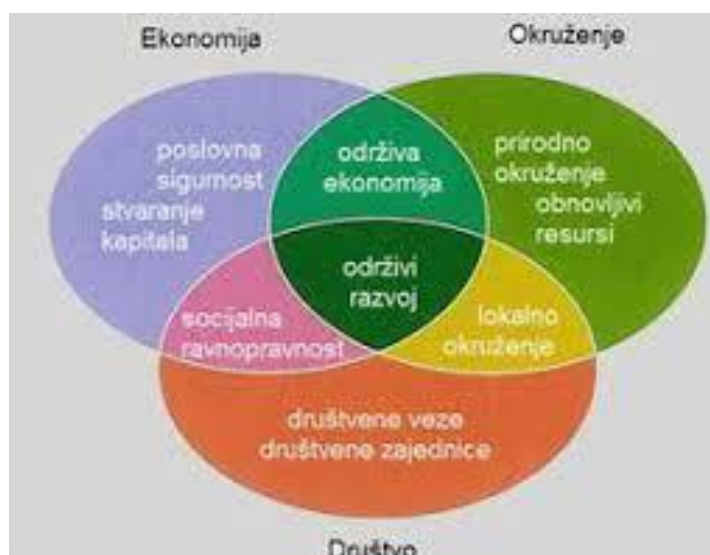 Ekonomija
Okruženje
poslovna
sigurnost
stvaranje
kapitala
održiva
ekonomija
prirodno
okruženje
obnovljivi
resursi
održivi
razvoj
socijalna
ravnopravnost
lokalno
okruženje
društvene veze
društvene zajednice
Društvo